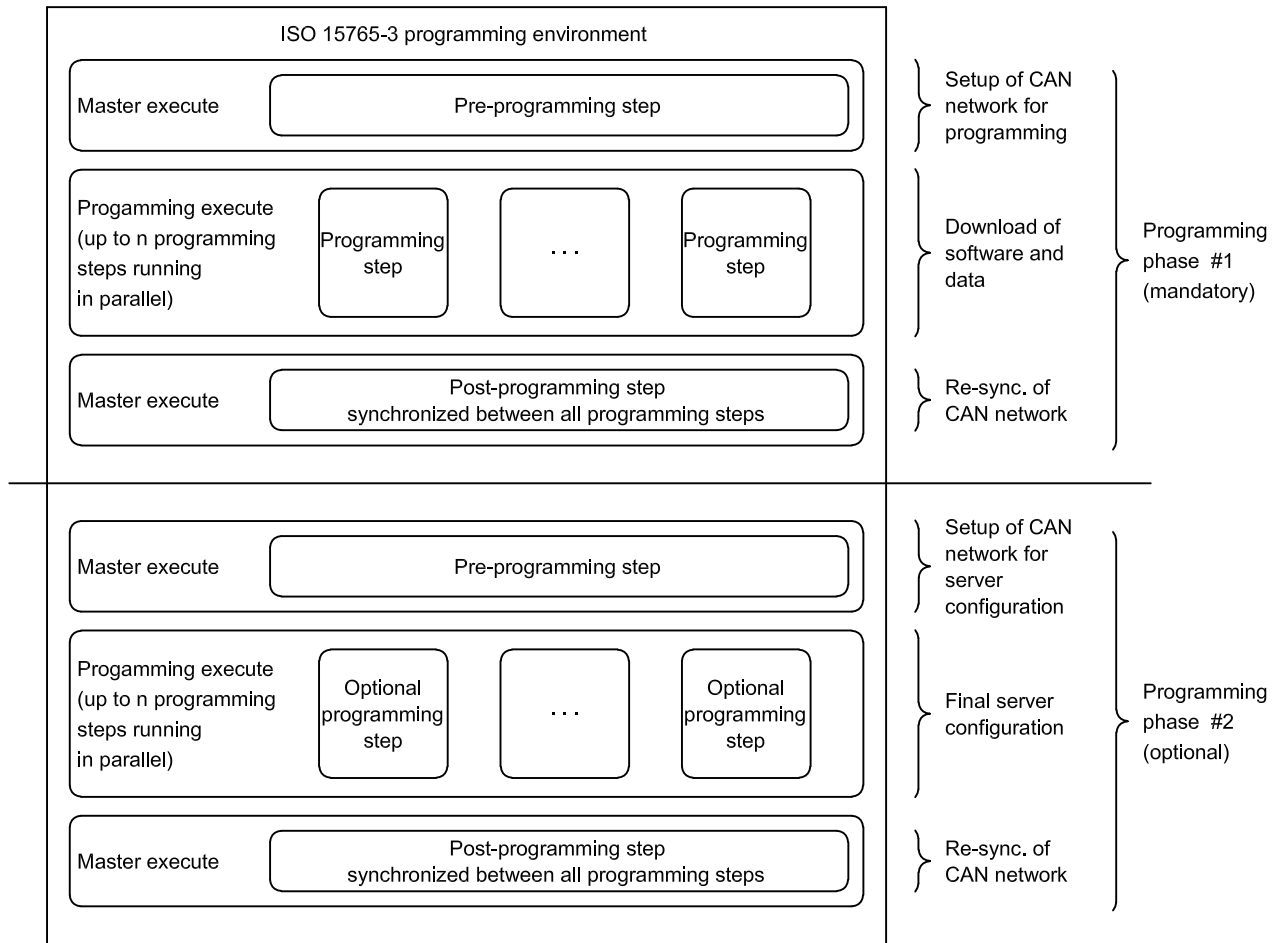 ISO 15765-3 programming environment
Master execute
Pre-programming step
Setup of CAN
network for
programming
Progamming execute
(up to n programming
steps running
in parallel)
Programming
step
...
Programming
step
Download of
software and
data
Programming
phase #1
(mandatory)
Master execute
Post-programming step
synchronized between all programming steps
Re-sync. of
CAN network
Master execute
Pre-programming step
Setup of CAN
network for
server
configuration
Progamming execute
(up to n programming
steps running
in parallel)
Optional
programming
step
...
Optional
programming
step
Final server
configuration
Programming
phase #2
(optional)
Master execute
Post-programming step
synchronized between all programming steps
Re-sync. of
CAN network